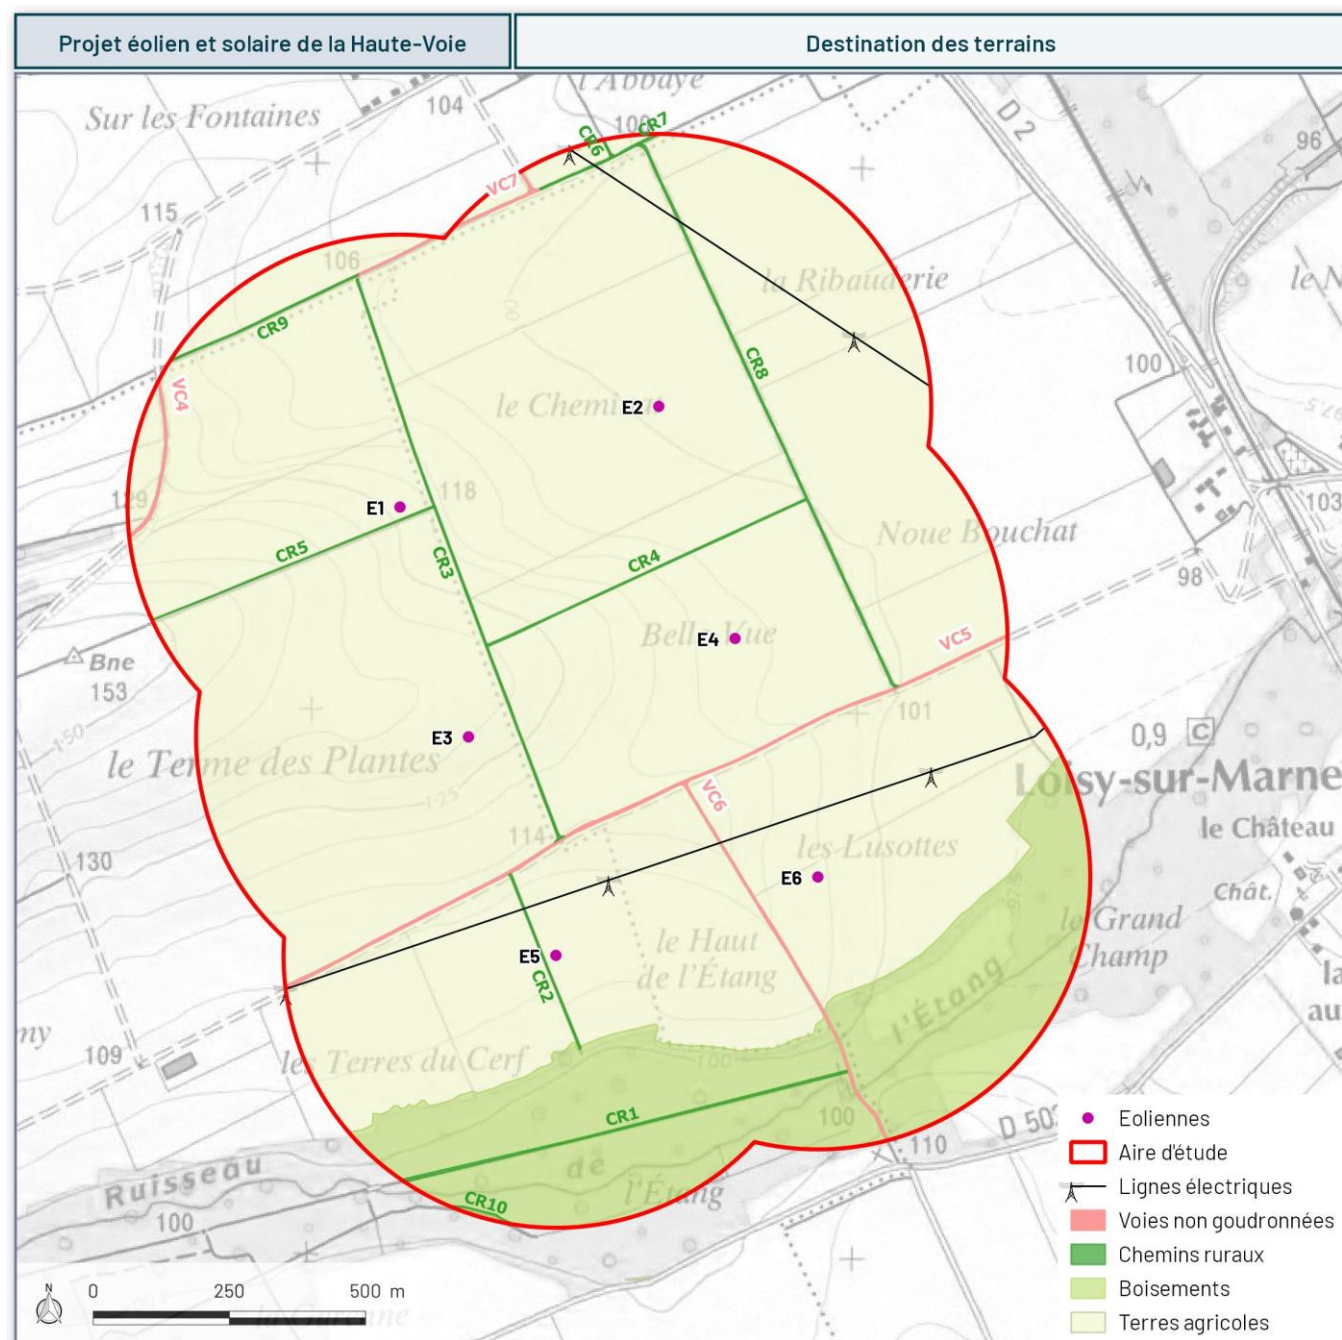 Projet éolien et solaire de la Haute-Voie
Destination des terrains
l'Abbaye
Sur les Fontaines
104
CR6
CR7
D 2
96
VC7
115
106
la Ribauderie
CR9
100
VC4
CR8
le Chemi
E2
129
E1
118
103
CR5
CR3
CR4
Noue Bouchat
98
Belle Vue
E4
VC5
Bne
153
101
E3
le Terme des Plantes
0,9
C
Loisy-sur-Marne
VC6
114
le Château
les Lusottes
130
E6
Chât.
le Grand
Champ
le Haut
de l'Étang
E5
CR2
l'Étang
109
les Terres du Cerf
100
CR1
100
D 50
110
Ruisseau
de
l'Étang
CR10
100
Eoliennes
Aire d'étude
Lignes électriques
Voies non goudronnées
Chemins ruraux
Boisements
Terres agricoles
N
0 250 500 m
la Garenne